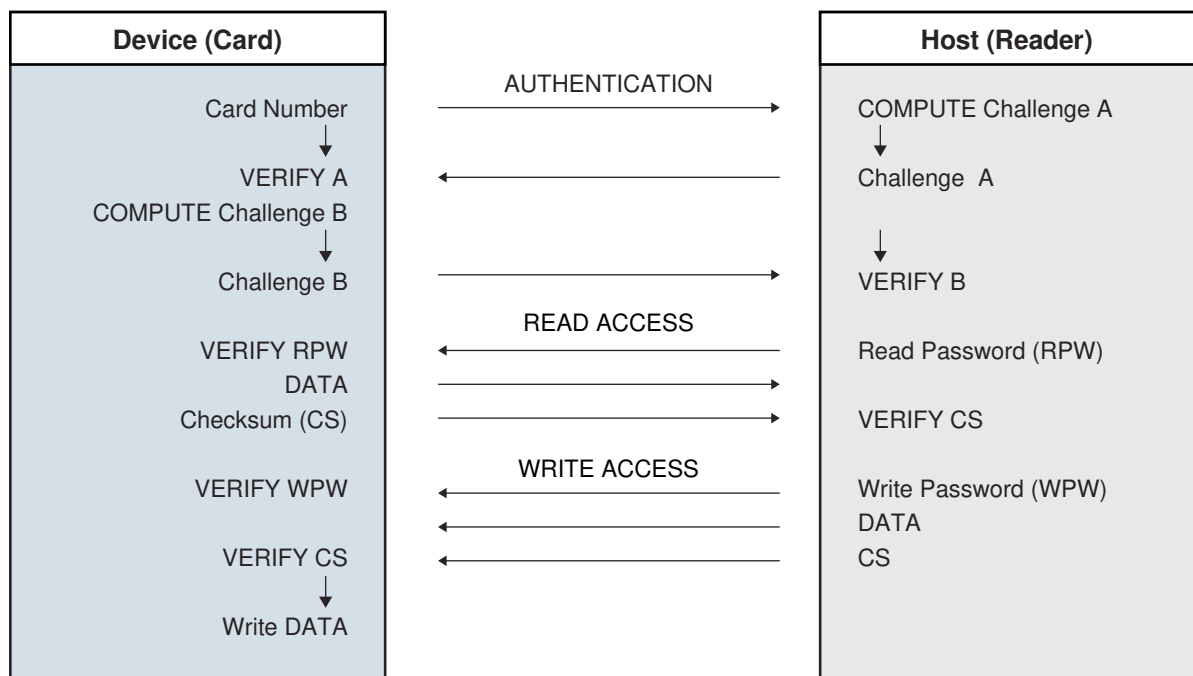 Device (Card)
Host (Reader)
AUTHENTICATION
Card Number
COMPUTE Challenge A
VERIFY A
Challenge A
COMPUTE Challenge B
Challenge B
VERIFY B
READ ACCESS
VERIFY RPW
Read Password (RPW)
DATA
Checksum (CS)
VERIFY CS
WRITE ACCESS
VERIFY WPW
Write Password (WPW)
DATA
VERIFY CS
CS
Write DATA